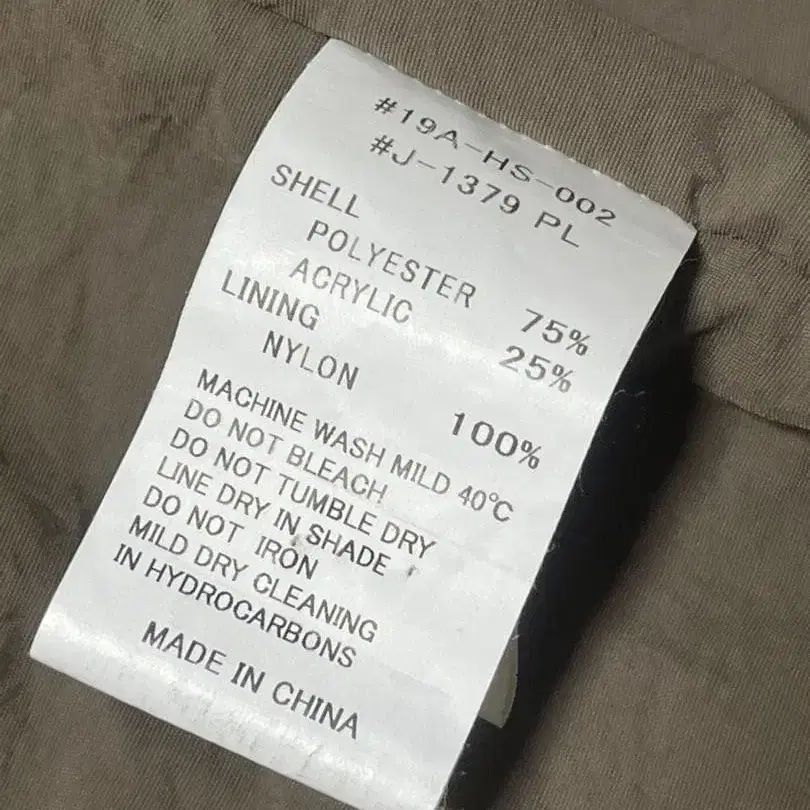 #19A-HS-002
#J-1379 PL
SHELL
POLYESTER 75%
ACRYLIC 25%
LINING
NYLON 100%
MACHINE WASH MILD 40℃
DO NOT BLEACH
DO NOT TUMBLE DRY
LINE DRY IN SHADE
DO NOT IRON
MILD DRY CLEANING
IN HYDROCARBONS
MADE IN CHINA